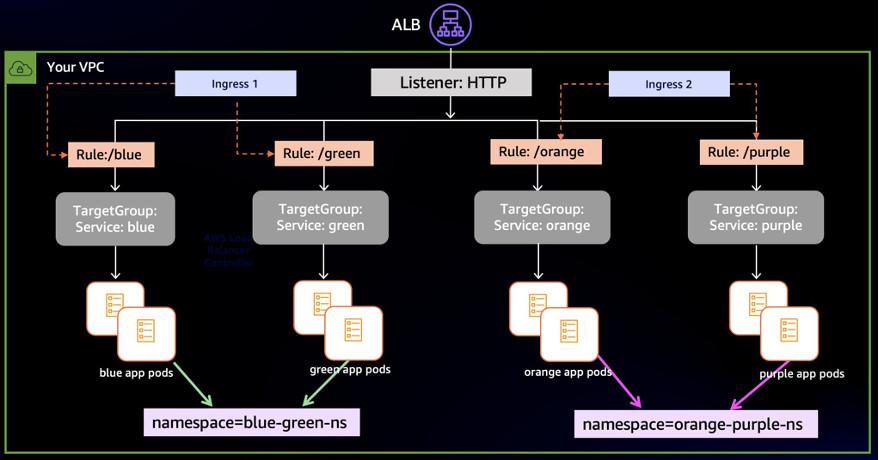 ALB
Your VPC
Ingress 1
Listener: HTTP
Ingress 2
Rule:/blue
Rule: /green
Rule: /orange
Rule: /purple
TargetGroup:
Service: blue
TargetGroup:
Service: green
TargetGroup:
Service: orange
TargetGroup:
Service: purple
AWS Load
Balancer
Controller
blue app pods
green app pods
orange app pods
purple app pods
namespace=blue-green-ns
namespace=orange-purple-ns